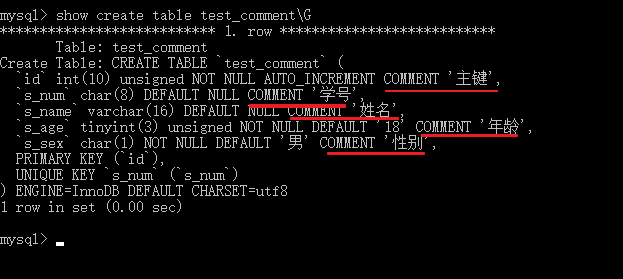 mysql> show create table test_comment\G
*************************** 1. row ***************************
Table: test_comment
Create Table: CREATE TABLE `test_comment` (
`id` int(10) unsigned NOT NULL AUTO_INCREMENT COMMENT '主键',
`s_num` char(8) DEFAULT NULL COMMENT '学号',
`s_name` varchar(16) DEFAULT NULL COMMENT '姓名',
`s_age` tinyint(3) unsigned NOT NULL DEFAULT '18' COMMENT '年龄',
`s_sex` char(1) NOT NULL DEFAULT '男' COMMENT '性别',
PRIMARY KEY (`id`),
UNIQUE KEY `s_num` (`s_num`)
) ENGINE=InnoDB DEFAULT CHARSET=utf8
1 row in set (0.00 sec)
mysql>